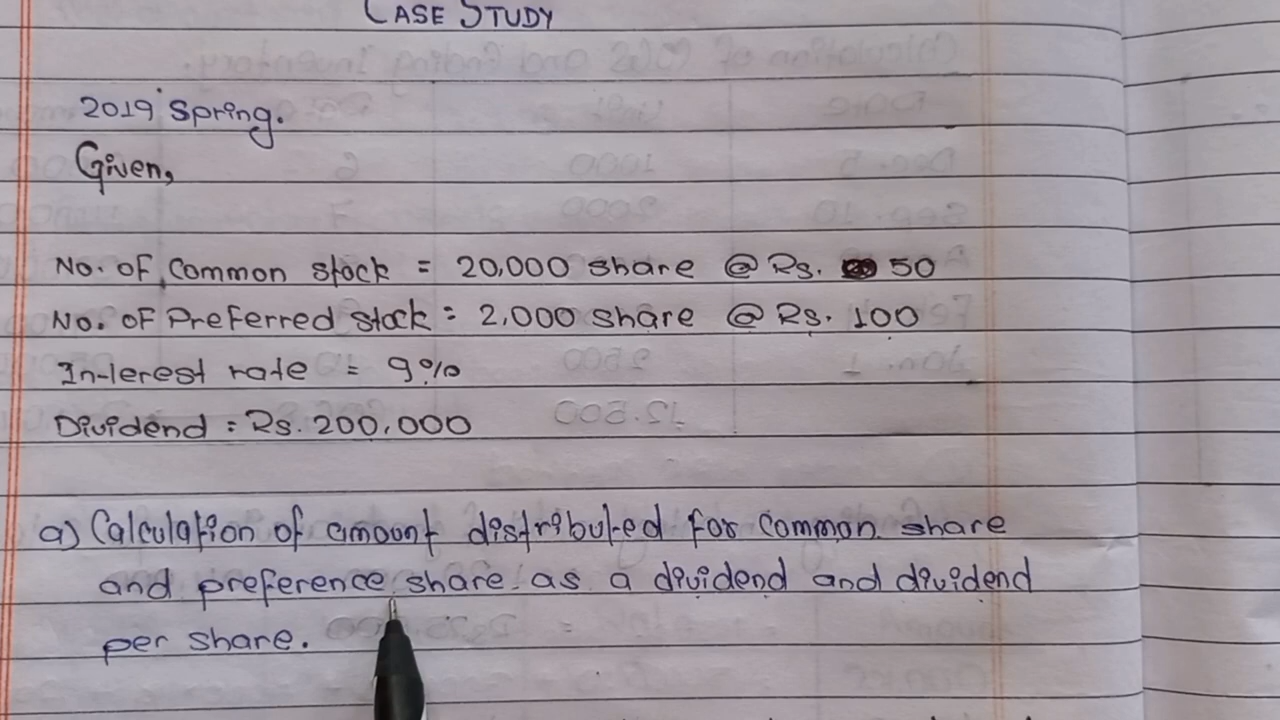 CASE STUDY
2019 Spring.
Given,
No. of Common stock = 20,000 share @ Rs. 50
No. of Preferred stock = 2,000 share @ Rs. 100
Interest rate = 9%
Dividend = Rs. 200,000
a) Calculation of amount distributed for common share
and preference share as a dividend and dividend
per share.